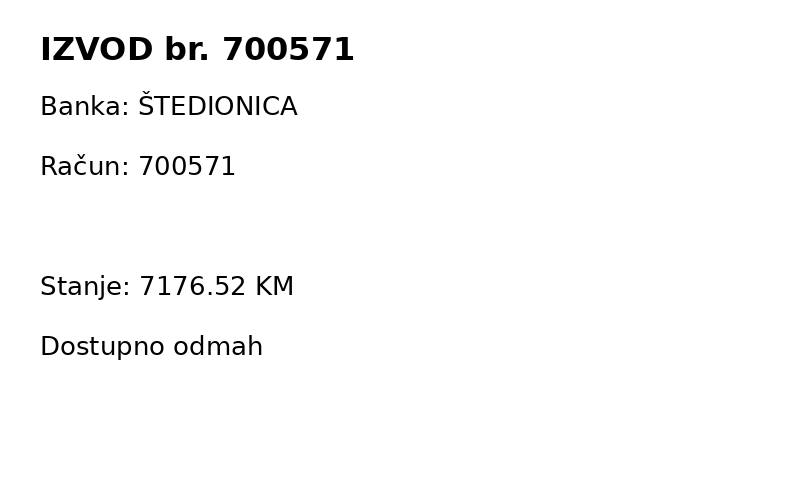 IZVOD br. 700571
Banka: ŠTEDIONICA
Račun: 700571
Stanje: 7176.52 KM
Dostupno odmah